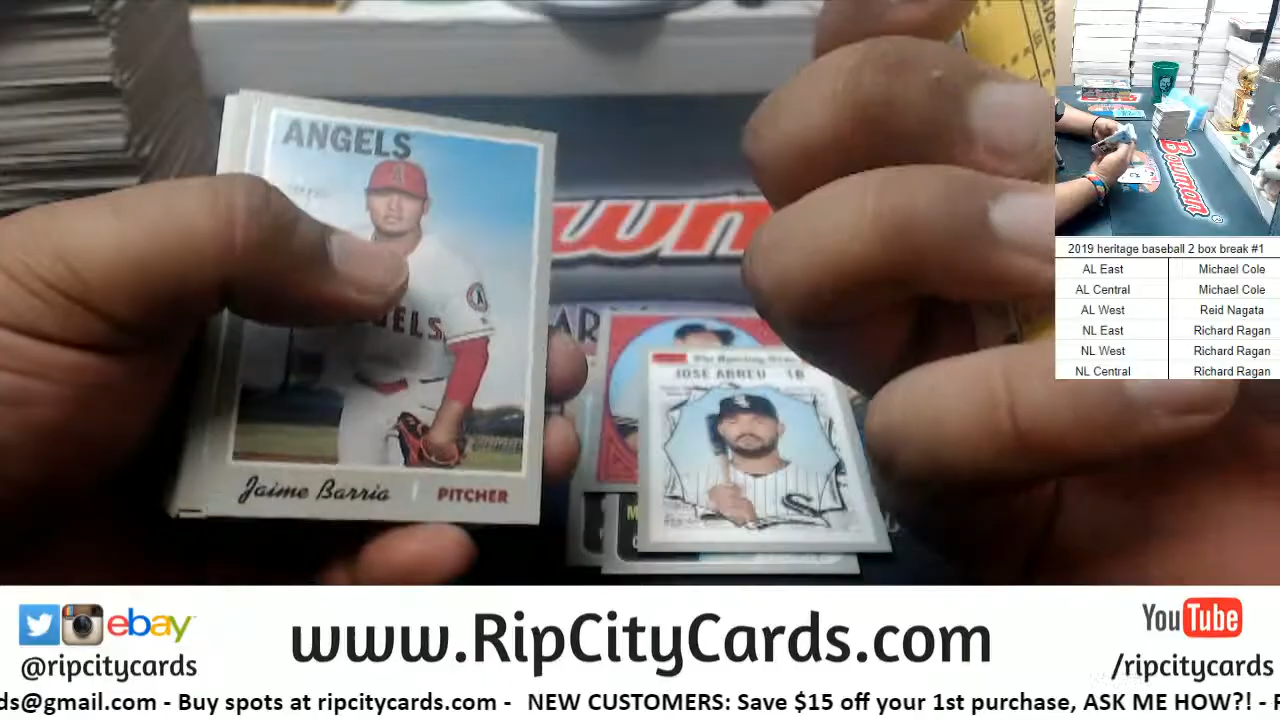 ANGELS
Jaime Barria PITCHER
JOSE ABREU 1B
Bowman
2019 heritage baseball 2 box break #1
AL East Michael Cole
AL Central Michael Cole
AL West Reid Nagata
NL East Richard Ragan
NL West Richard Ragan
NL Central Richard Ragan
ebay
@ripcitycards
www.RipCityCards.com
YouTube
/ripcitycards
ds@gmail.com - Buy spots at ripcitycards.com - NEW CUSTOMERS: Save $15 off your 1st purchase, ASK ME HOW?! -